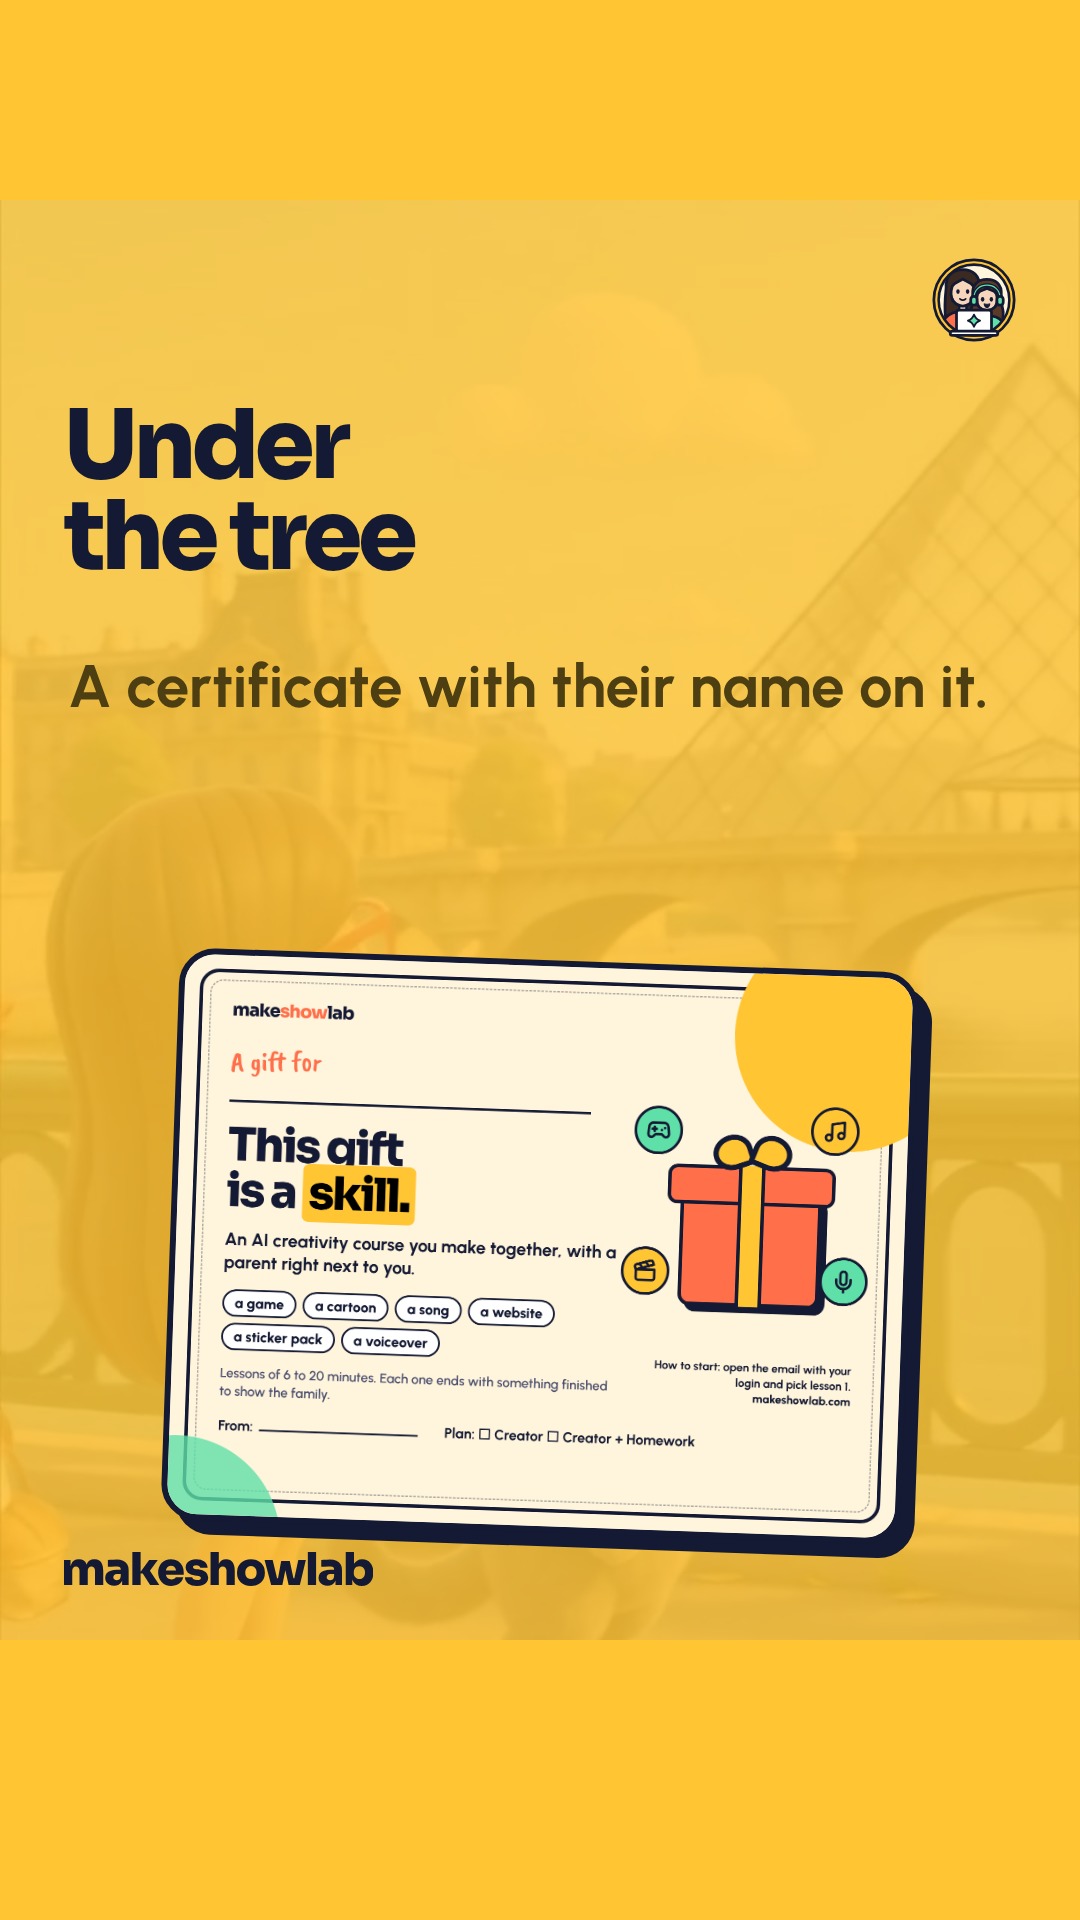 Under
the tree
A certificate with their name on it.
makeshowlab
A gift for
This gift
is a skill.
An AI creativity course you make together, with a
parent right next to you.
a game a cartoon a song a website
a sticker pack a voiceover
Lessons of 6 to 20 minutes. Each one ends with something finished
to show the family.
How to start: open the email with your
login and pick lesson 1.
makeshowlab.com
From: Plan: ☐ Creator ☐ Creator + Homework
makeshowlab